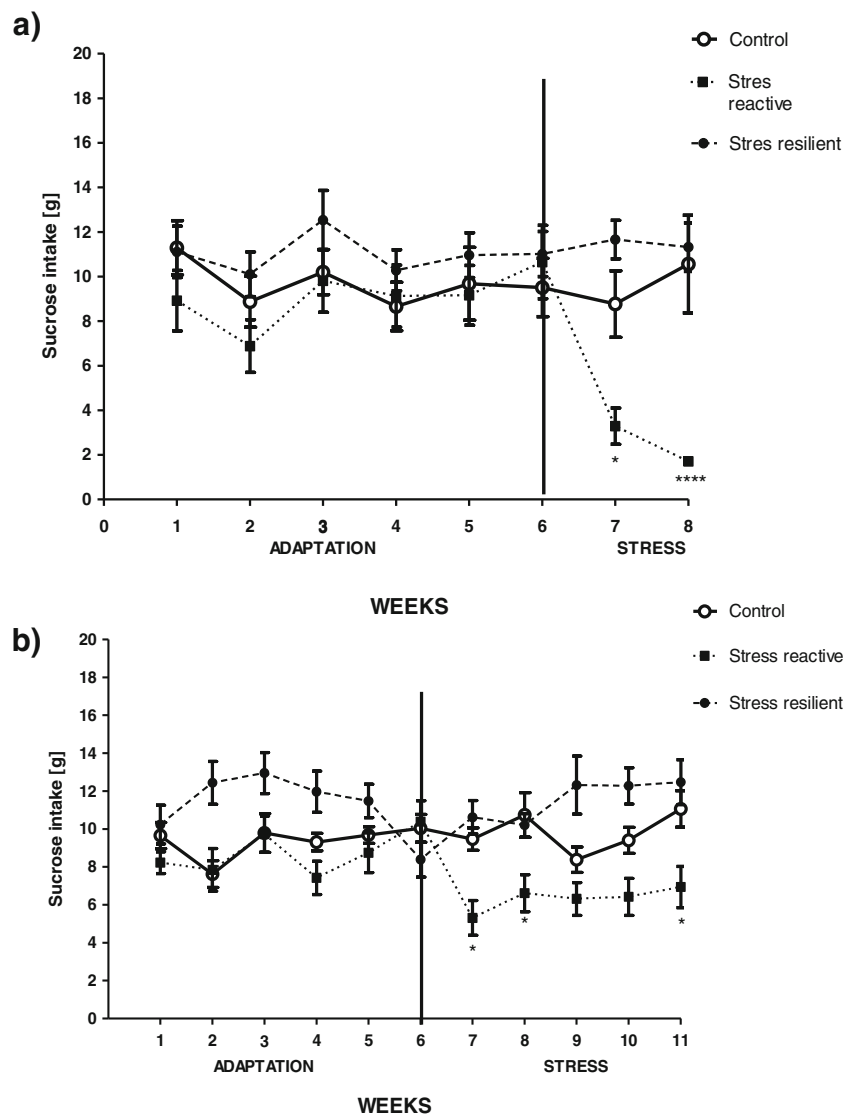 a)
Control
Stres
reactive
Stres resilient
Sucrose intake [g]
20
18
16
14
12
10
8
6
4
2
0
*
****
0 1 2 3 4 5 6 7 8
ADAPTATION STRESS
WEEKS
b)
Control
Stress reactive
Stress resilient
Sucrose intake [g]
20
18
16
14
12
10
8
6
4
2
0
* * *
1 2 3 4 5 6 7 8 9 10 11
ADAPTATION STRESS
WEEKS